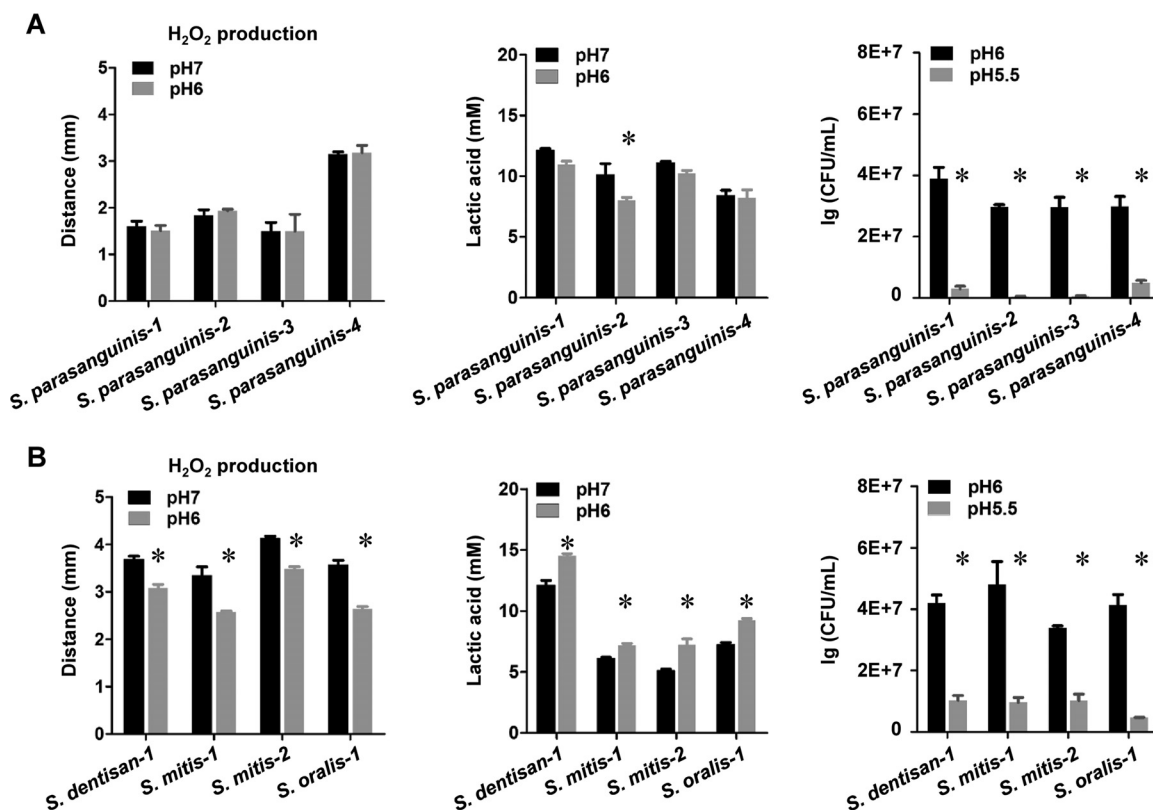 A
H₂O₂ production
pH7
pH6
Distance (mm)
5
4
3
2
1
0
S. parasanguinis-1
S. parasanguinis-2
S. parasanguinis-3
S. parasanguinis-4
pH7
pH6
Lactic acid (mM)
20
15
10
5
0
*
S. parasanguinis-1
S. parasanguinis-2
S. parasanguinis-3
S. parasanguinis-4
pH6
pH5.5
lg (CFU/mL)
8E+7
6E+7
4E+7
2E+7
0
* * * *
S. parasanguinis-1
S. parasanguinis-2
S. parasanguinis-3
S. parasanguinis-4
B
H₂O₂ production
pH7
pH6
Distance (mm)
5
4
3
2
1
0
* * * *
S. dentisan-1
S. mitis-1
S. mitis-2
S. oralis-1
pH7
pH6
Lactic acid (mM)
20
15
10
5
0
* * * *
S. dentisan-1
S. mitis-1
S. mitis-2
S. oralis-1
pH6
pH5.5
lg (CFU/mL)
8E+7
6E+7
4E+7
2E+7
0
* * * *
S. dentisan-1
S. mitis-1
S. mitis-2
S. oralis-1